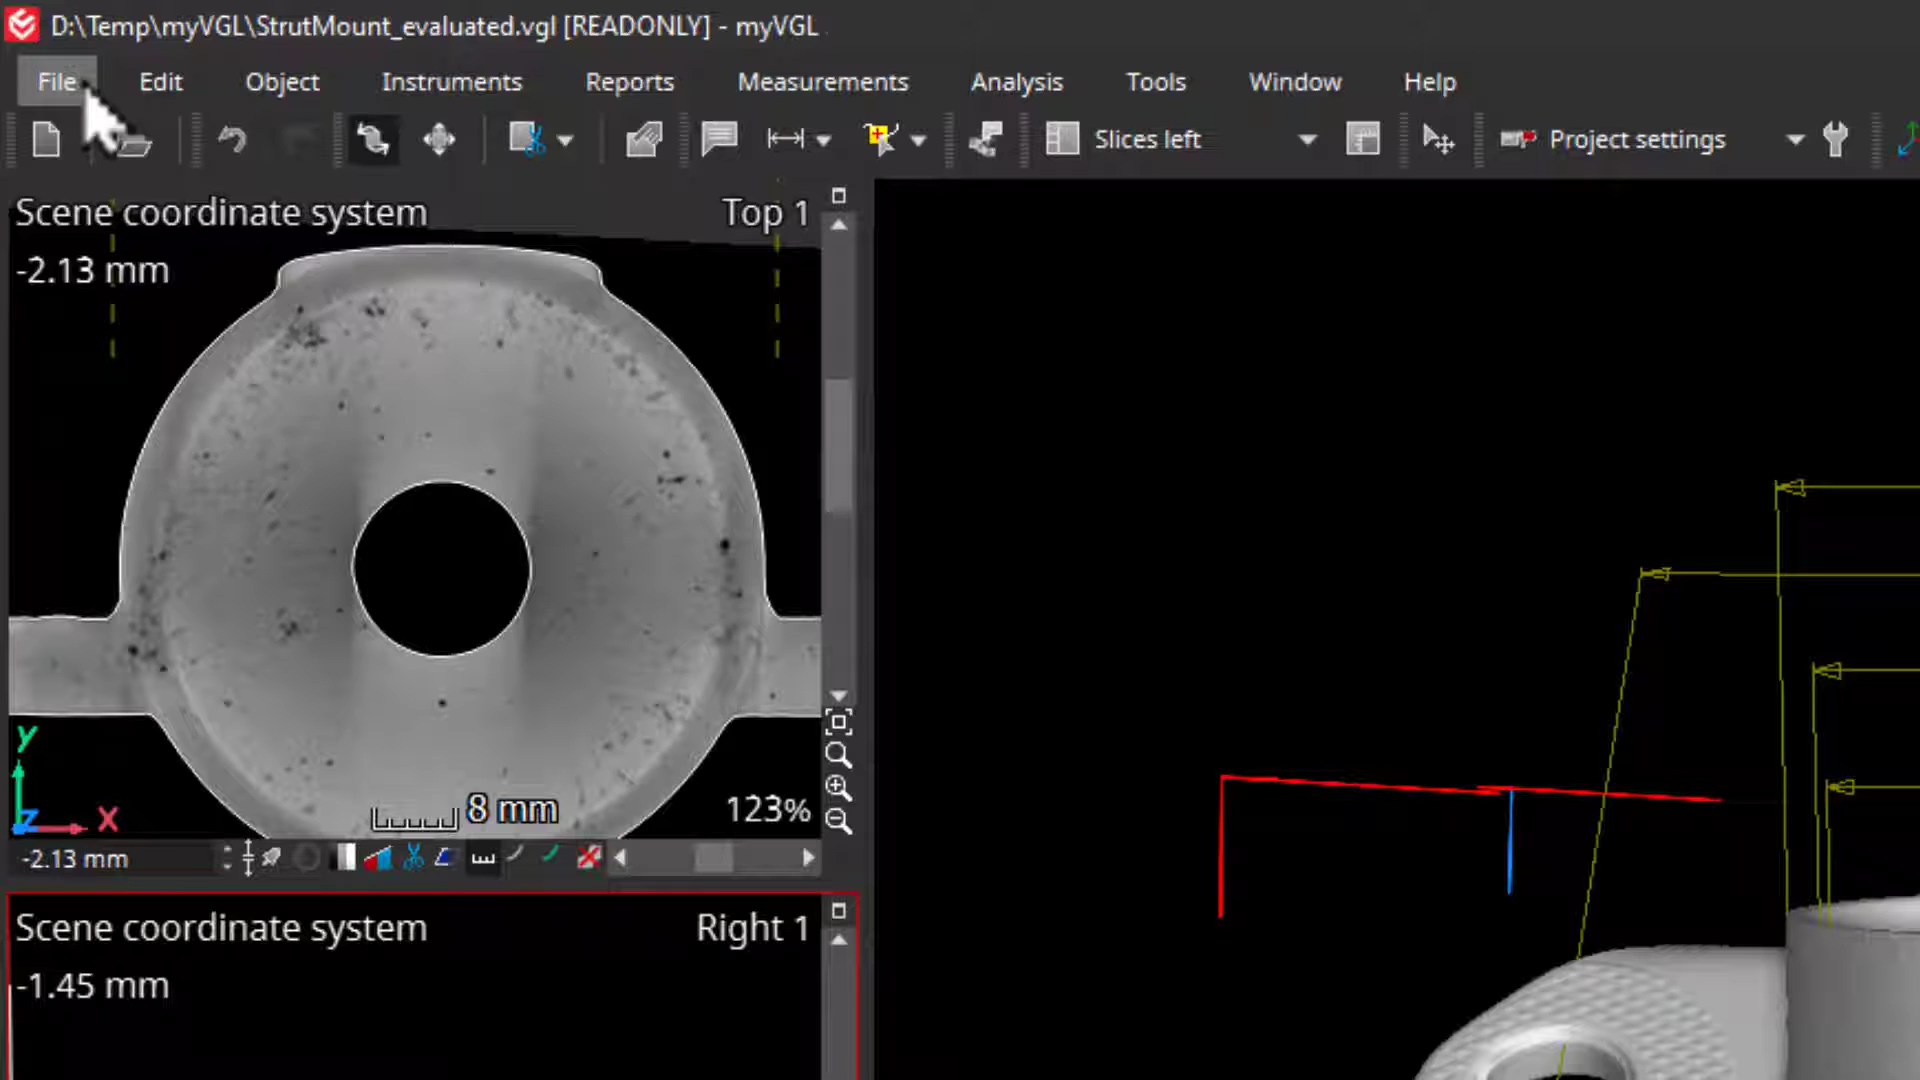 D:\Temp\myVGL\StrutMount_evaluated.vgl [READONLY] - myVGL
File Edit Object Instruments Reports Measurements Analysis Tools Window Help
Slices left Project settings
Scene coordinate system Top 1
-2.13 mm
y
z x
8 mm 123%
-2.13 mm
Scene coordinate system Right 1
-1.45 mm